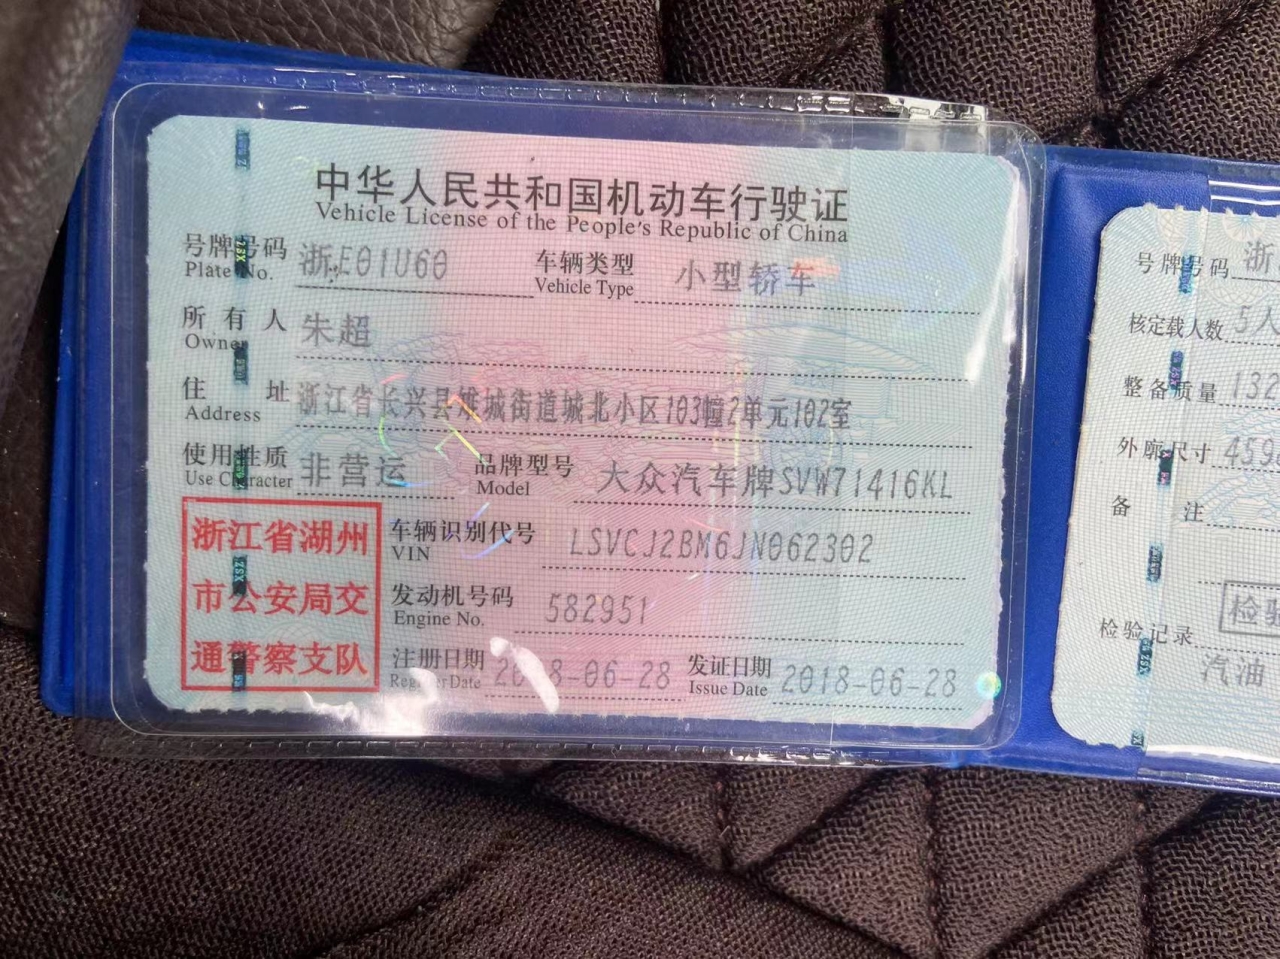 中华人民共和国机动车行驶证
Vehicle License of the People's Republic of China
号牌号码 浙E01U60 车辆类型 小型轿车
Plate No. Vehicle Type
所有人 朱超
Owner
住址 浙江省长兴县雉城街道城北小区103幢2单元102室
Address
使用性质 非营运 品牌型号 大众汽车牌SVW71416KL
Use Character Model
浙江省湖州
市公安局交
通警察支队
车辆识别代号 LSVCJ2BM6JN062302
VIN
发动机号码 582951
Engine No.
注册日期 2018-06-28 发证日期 2018-06-28
Register Date Issue Date
号牌号码 浙
核定载人数 5人
整备质量 132
外廓尺寸 459
备注
检验记录
汽油